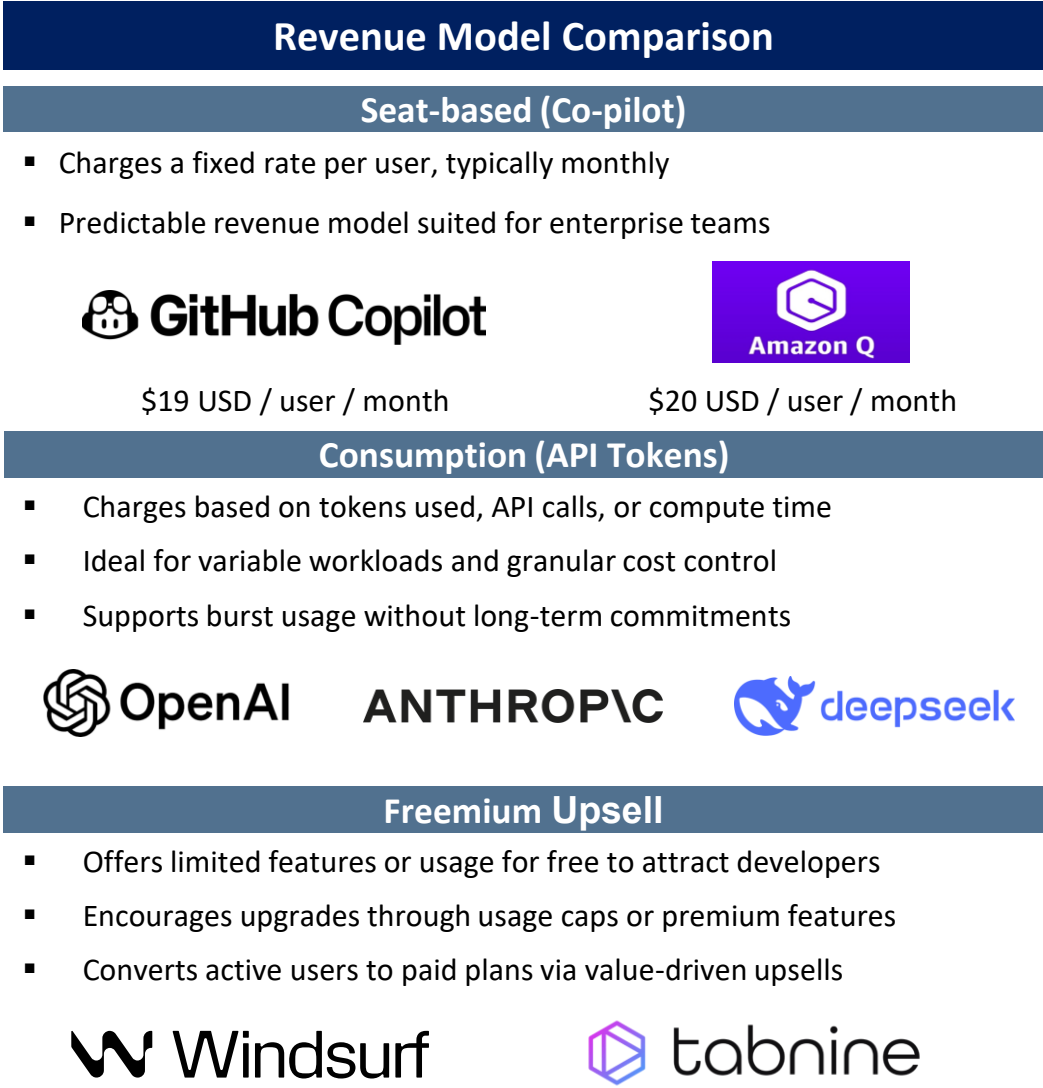 Revenue Model Comparison
Seat-based (Co-pilot)
▪ Charges a fixed rate per user, typically monthly
▪ Predictable revenue model suited for enterprise teams
GitHub Copilot
Amazon Q
$19 USD / user / month
$20 USD / user / month
Consumption (API Tokens)
▪ Charges based on tokens used, API calls, or compute time
▪ Ideal for variable workloads and granular cost control
▪ Supports burst usage without long-term commitments
OpenAI
ANTHROP\C
deepseek
Freemium Upsell
▪ Offers limited features or usage for free to attract developers
▪ Encourages upgrades through usage caps or premium features
▪ Converts active users to paid plans via value-driven upsells
Windsurf
tabnine